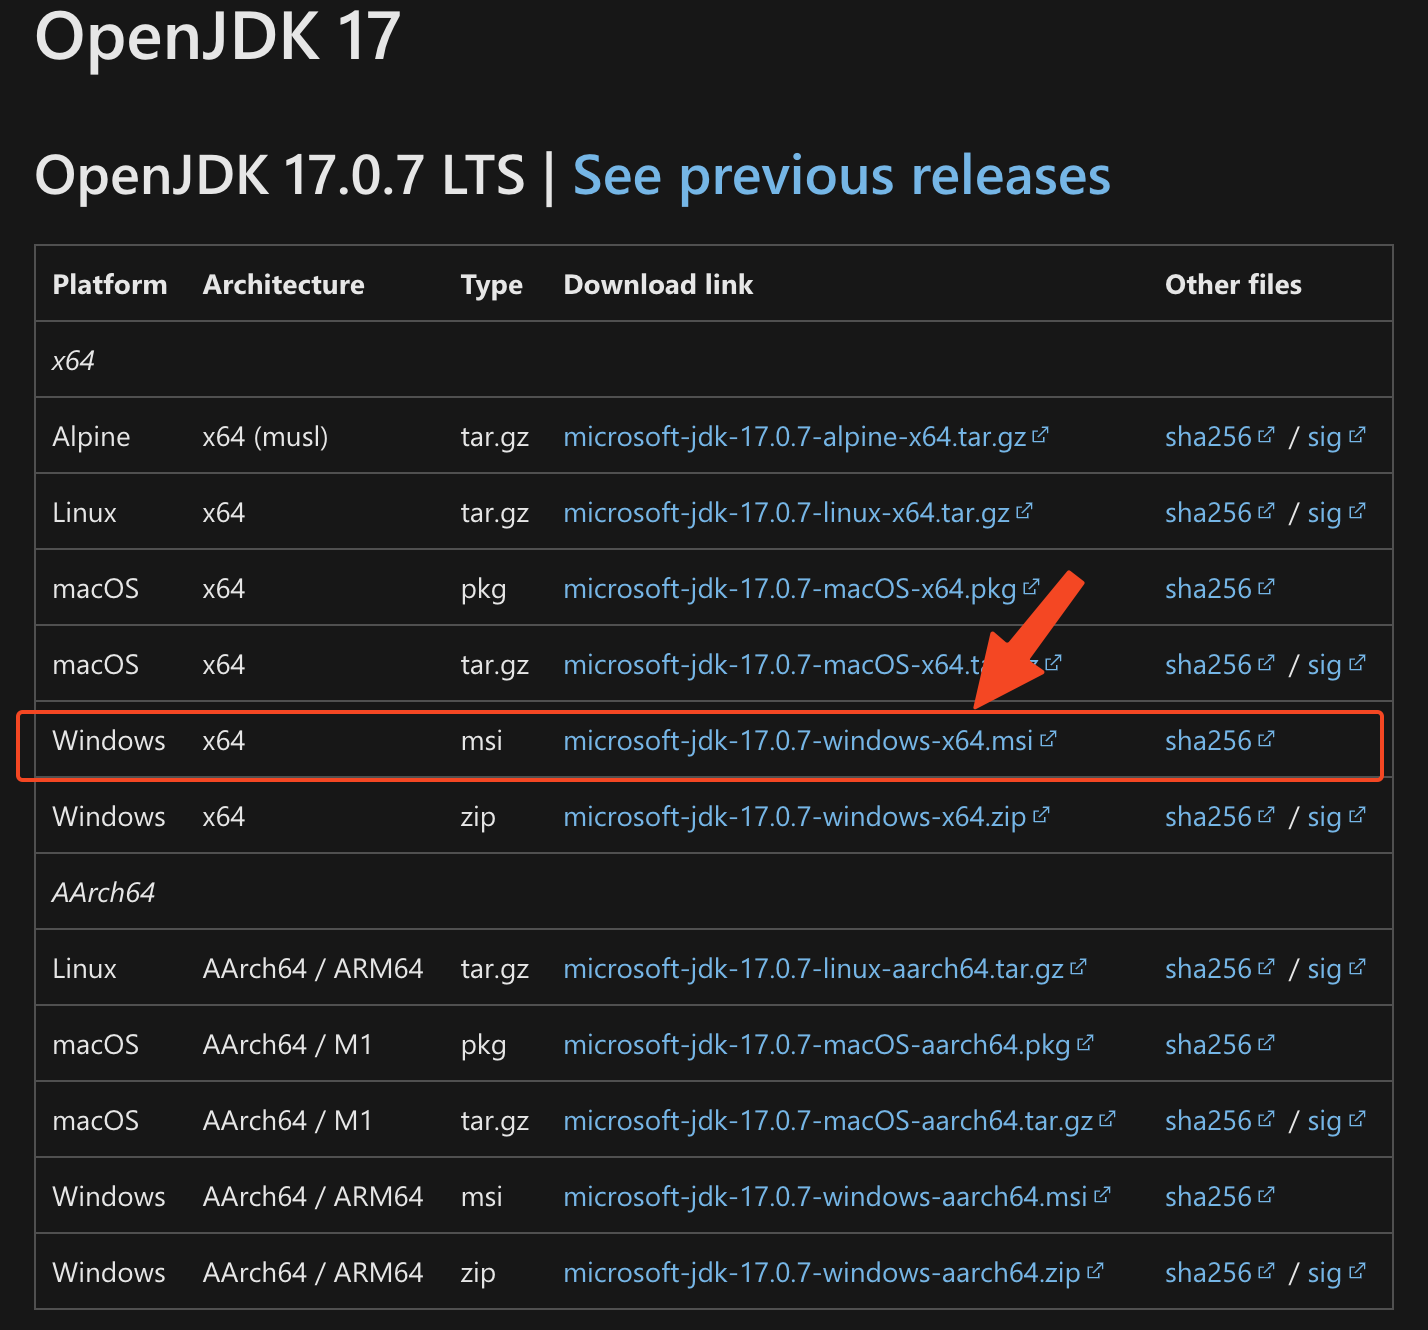 OpenJDK 17
OpenJDK 17.0.7 LTS | See previous releases
Platform Architecture Type Download link Other files
x64
Alpine x64 (musl) tar.gz microsoft-jdk-17.0.7-alpine-x64.tar.gz sha256 / sig
Linux x64 tar.gz microsoft-jdk-17.0.7-linux-x64.tar.gz sha256 / sig
macOS x64 pkg microsoft-jdk-17.0.7-macOS-x64.pkg sha256
macOS x64 tar.gz sha256 / sig
Windows x64 msi microsoft-jdk-17.0.7-windows-x64.msi sha256
Windows x64 zip microsoft-jdk-17.0.7-windows-x64.zip sha256 / sig
AArch64
Linux AArch64 / ARM64 tar.gz microsoft-jdk-17.0.7-linux-aarch64.tar.gz sha256 / sig
macOS AArch64 / M1 pkg microsoft-jdk-17.0.7-macOS-aarch64.pkg sha256
macOS AArch64 / M1 tar.gz microsoft-jdk-17.0.7-macOS-aarch64.tar.gz sha256 / sig
Windows AArch64 / ARM64 msi microsoft-jdk-17.0.7-windows-aarch64.msi sha256
Windows AArch64 / ARM64 zip microsoft-jdk-17.0.7-windows-aarch64.zip sha256 / sig